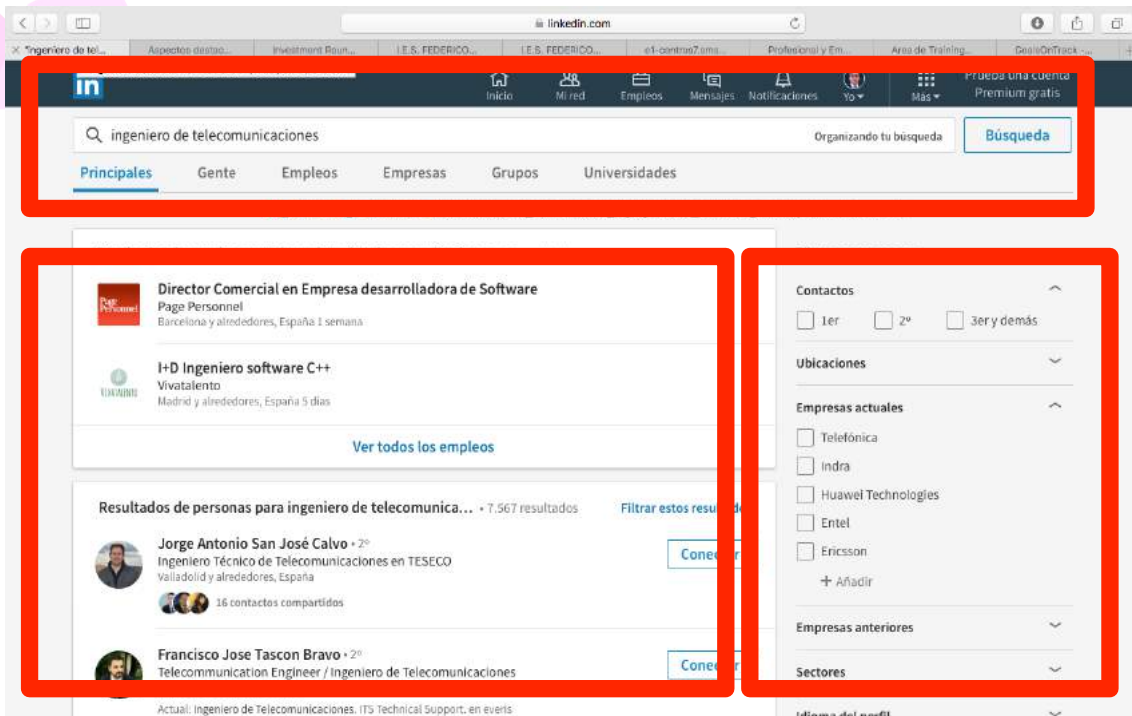 linkedin.com
"ingeniero de tel... Aspectos destac... Investment Roun... I.E.S. FEDERICO... I.E.S. FEDERICO... Profesional y Em... Area de Training... GoalsOnTrack -...
in
Inicio Mi red Empleos Mensajes Notificaciones Yo Más Prueba una cuenta
Premium gratis
ingeniero de telecomunicaciones Organizando tu búsqueda Búsqueda
Principales Gente Empleos Empresas Grupos Universidades
Director Comercial en Empresa desarrolladora de Software
Page Personnel
Page Personnel
Barcelona y alrededores, España 1 semana
I+D Ingeniero software C++
Vivatalento
Madrid y alrededores, España 5 días
Ver todos los empleos
Resultados de personas para ingeniero de telecomunica... • 7.567 resultados Filtrar estos
Jorge Antonio San José Calvo • 2º
Ingeniero Técnico de Telecomunicaciones en TESECO
Valladolid y alrededores, España
16 contactos compartidos
Francisco Jose Tascon Bravo • 2º
Telecommunication Engineer / Ingeniero de Telecomunicaciones
Actual: Ingeniero de Telecomunicaciones. ITS Technical Support. en everis
Contactos
1er 2º 3er y demás
Ubicaciones
Empresas actuales
Telefónica
Indra
Huawei Technologies
Entel
Ericsson
+ Añadir
Empresas anteriores
Sectores
Idioma del perfil